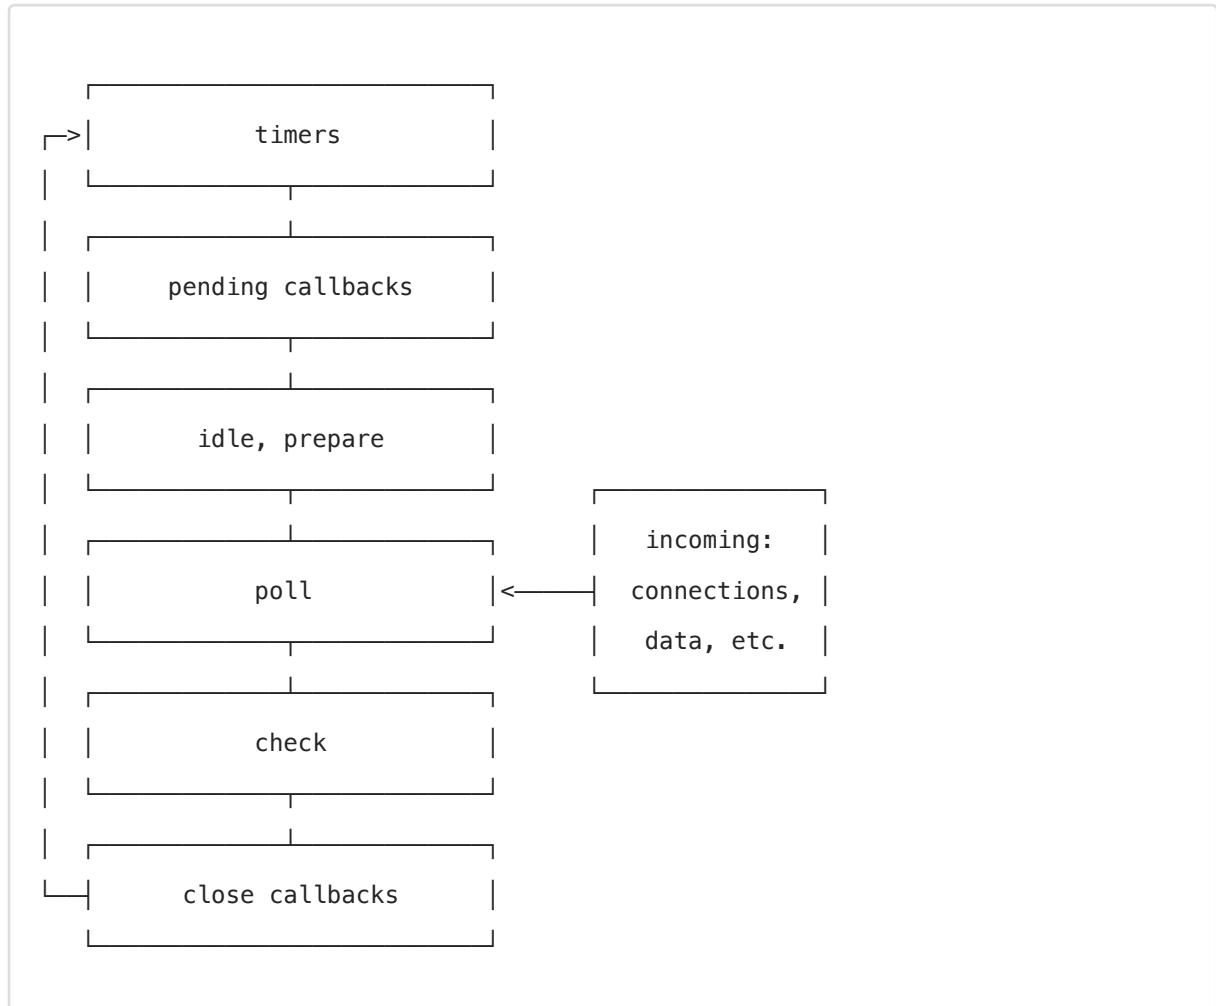 timers
pending callbacks
idle, prepare
incoming:
poll
connections,
data, etc.
check
close callbacks